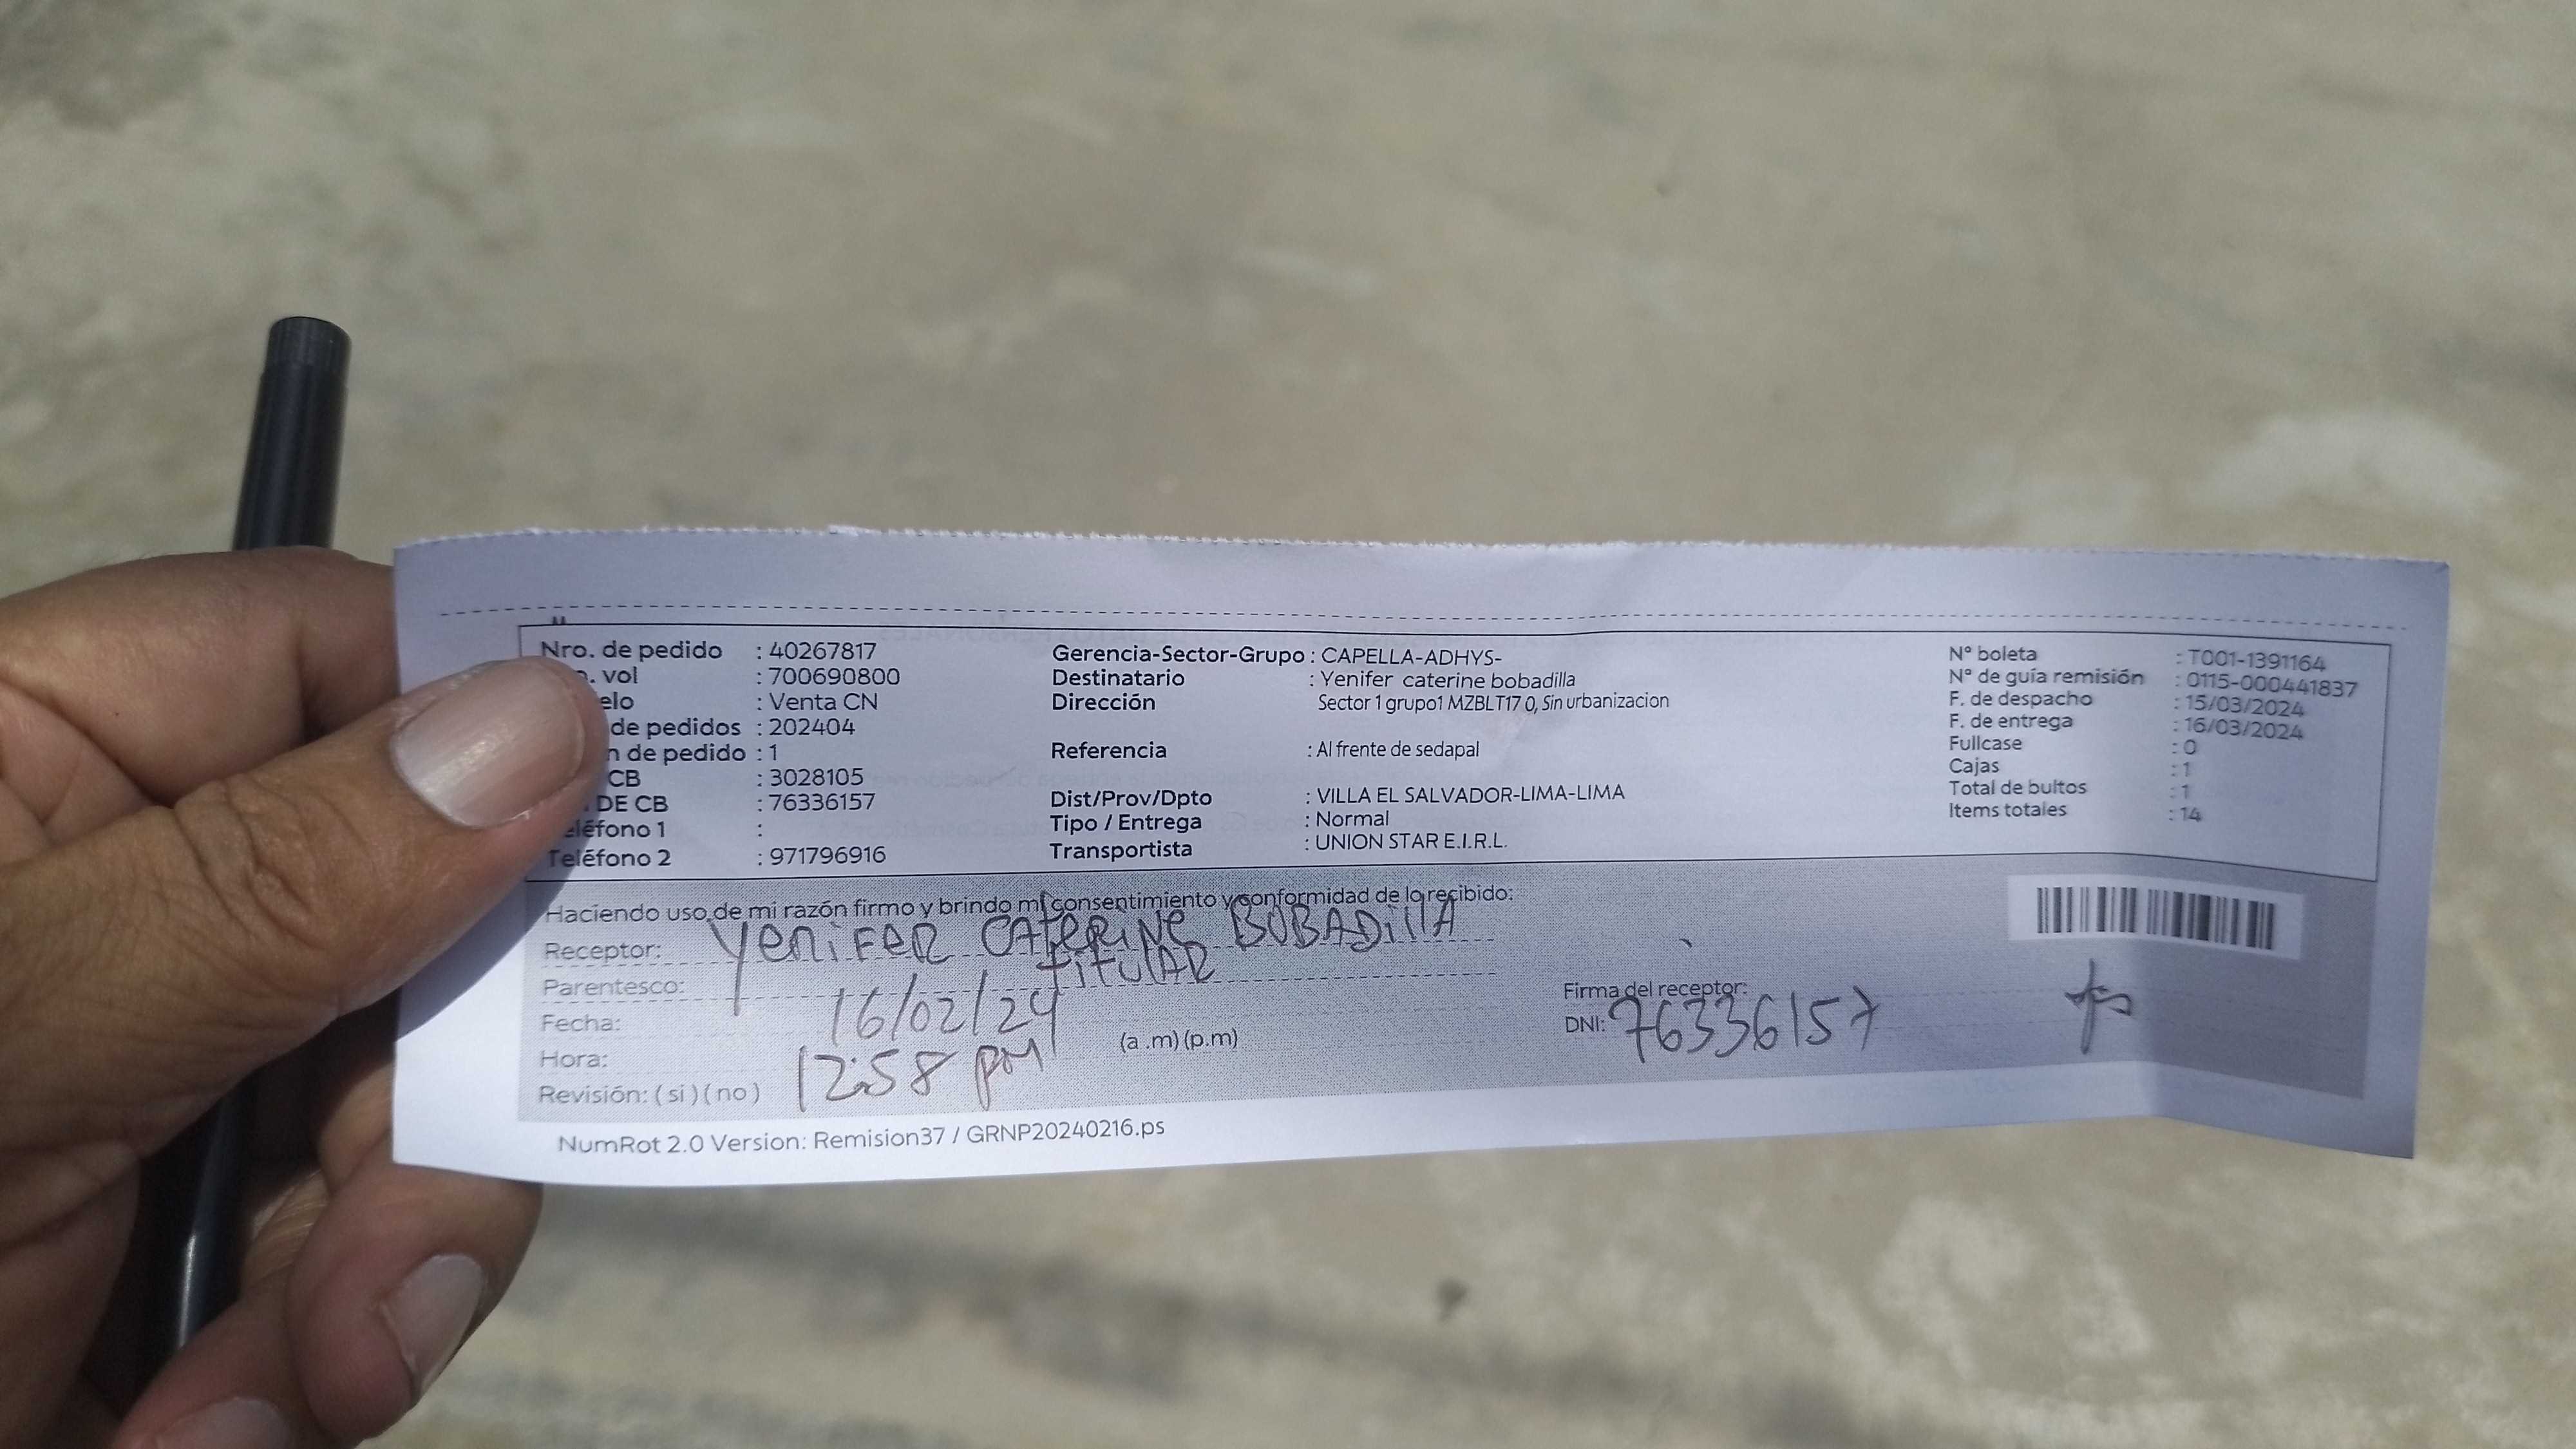 Nro. de pedido : 40267817
. vol : 700690800
elo : Venta CN
de pedidos : 202404
n de pedido : 1
CB : 3028105
DE CB : 76336157
eléfono 1 :
Teléfono 2 : 971796916
Gerencia-Sector-Grupo : CAPELLA-ADHYS-
Destinatario : Yenifer caterine bobadilla
Dirección Sector 1 grupo1 MZBLT17 0, Sin urbanizacion
Referencia : Al frente de sedapal
Dist/Prov/Dpto : VILLA EL SALVADOR-LIMA-LIMA
Tipo / Entrega : Normal
Transportista : UNION STAR E.I.R.L.
N° boleta : T001-1391164
N° de guía remisión : 0115-000441837
F. de despacho : 15/03/2024
F. de entrega : 16/03/2024
Fullcase : 0
Cajas : 1
Total de bultos : 1
Items totales : 14
Haciendo uso de mi razón firmo y brindo mi consentimiento y conformidad de lo recibido:
Receptor: YENIFER CATERINE BOBADILLA
Parentesco: TITULAR
Fecha: 16/02/24
Hora: 12:58 pm (a .m) (p.m)
Revisión: ( si ) ( no )
Firma del receptor:
DNI: 76336157
NumRot 2.0 Version: Remision37 / GRNP20240216.ps